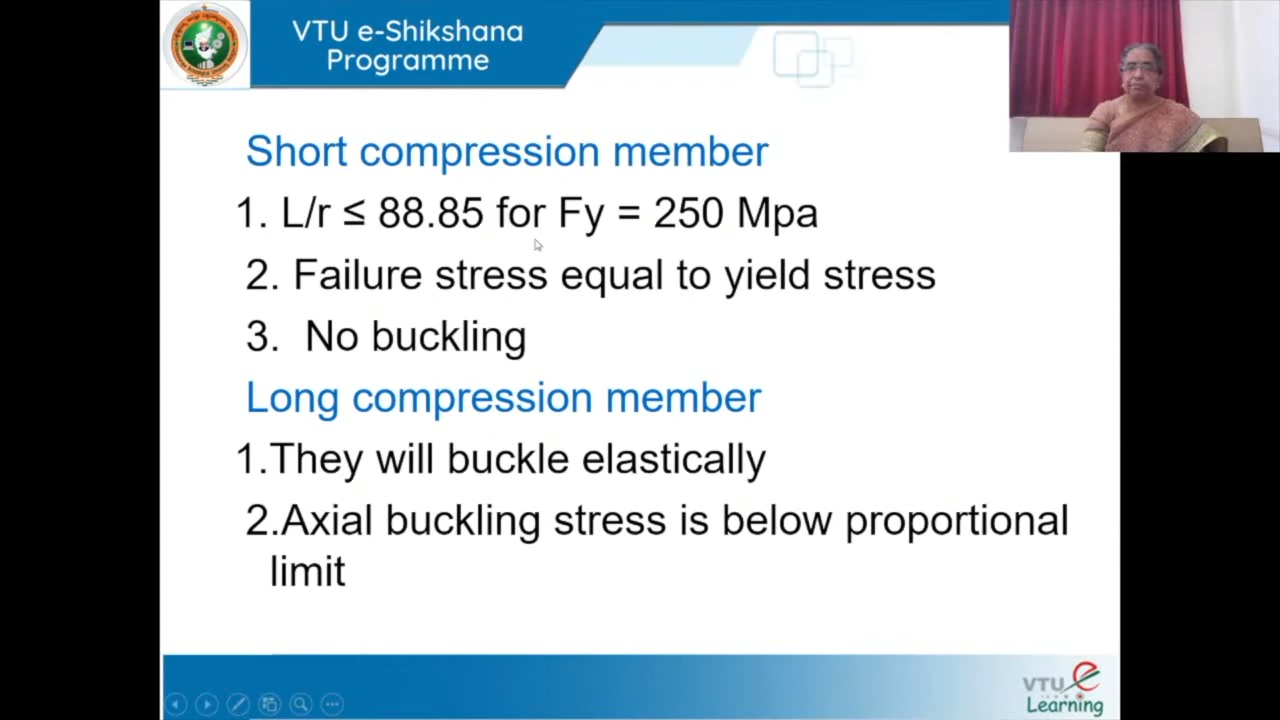 VTU e-Shikshana
Programme
Short compression member
1. L/r ≤ 88.85 for Fy = 250 Mpa
2. Failure stress equal to yield stress
3. No buckling
Long compression member
1.They will buckle elastically
2.Axial buckling stress is below proportional
limit
VTU e
Learning